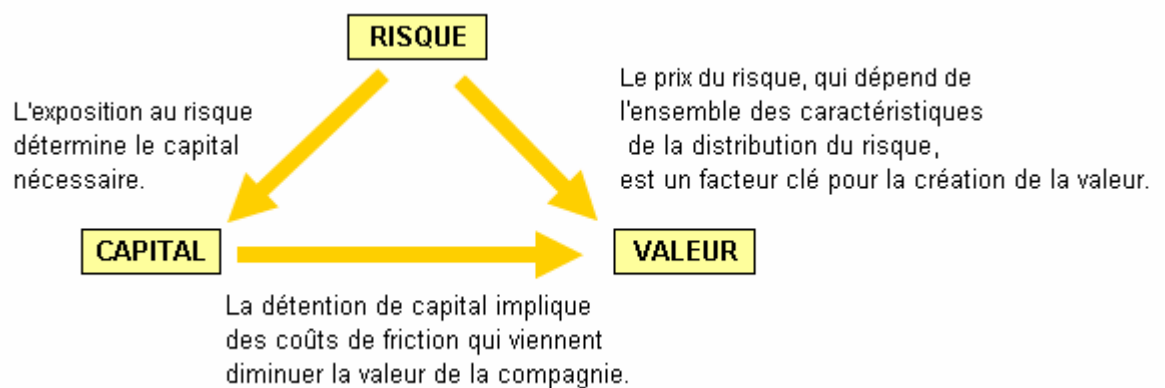 RISQUE
L'exposition au risque
détermine le capital
nécessaire.
Le prix du risque, qui dépend de
l'ensemble des caractéristiques
de la distribution du risque,
est un facteur clé pour la création de la valeur.
CAPITAL
VALEUR
La détention de capital implique
des coûts de friction qui viennent
diminuer la valeur de la compagnie.